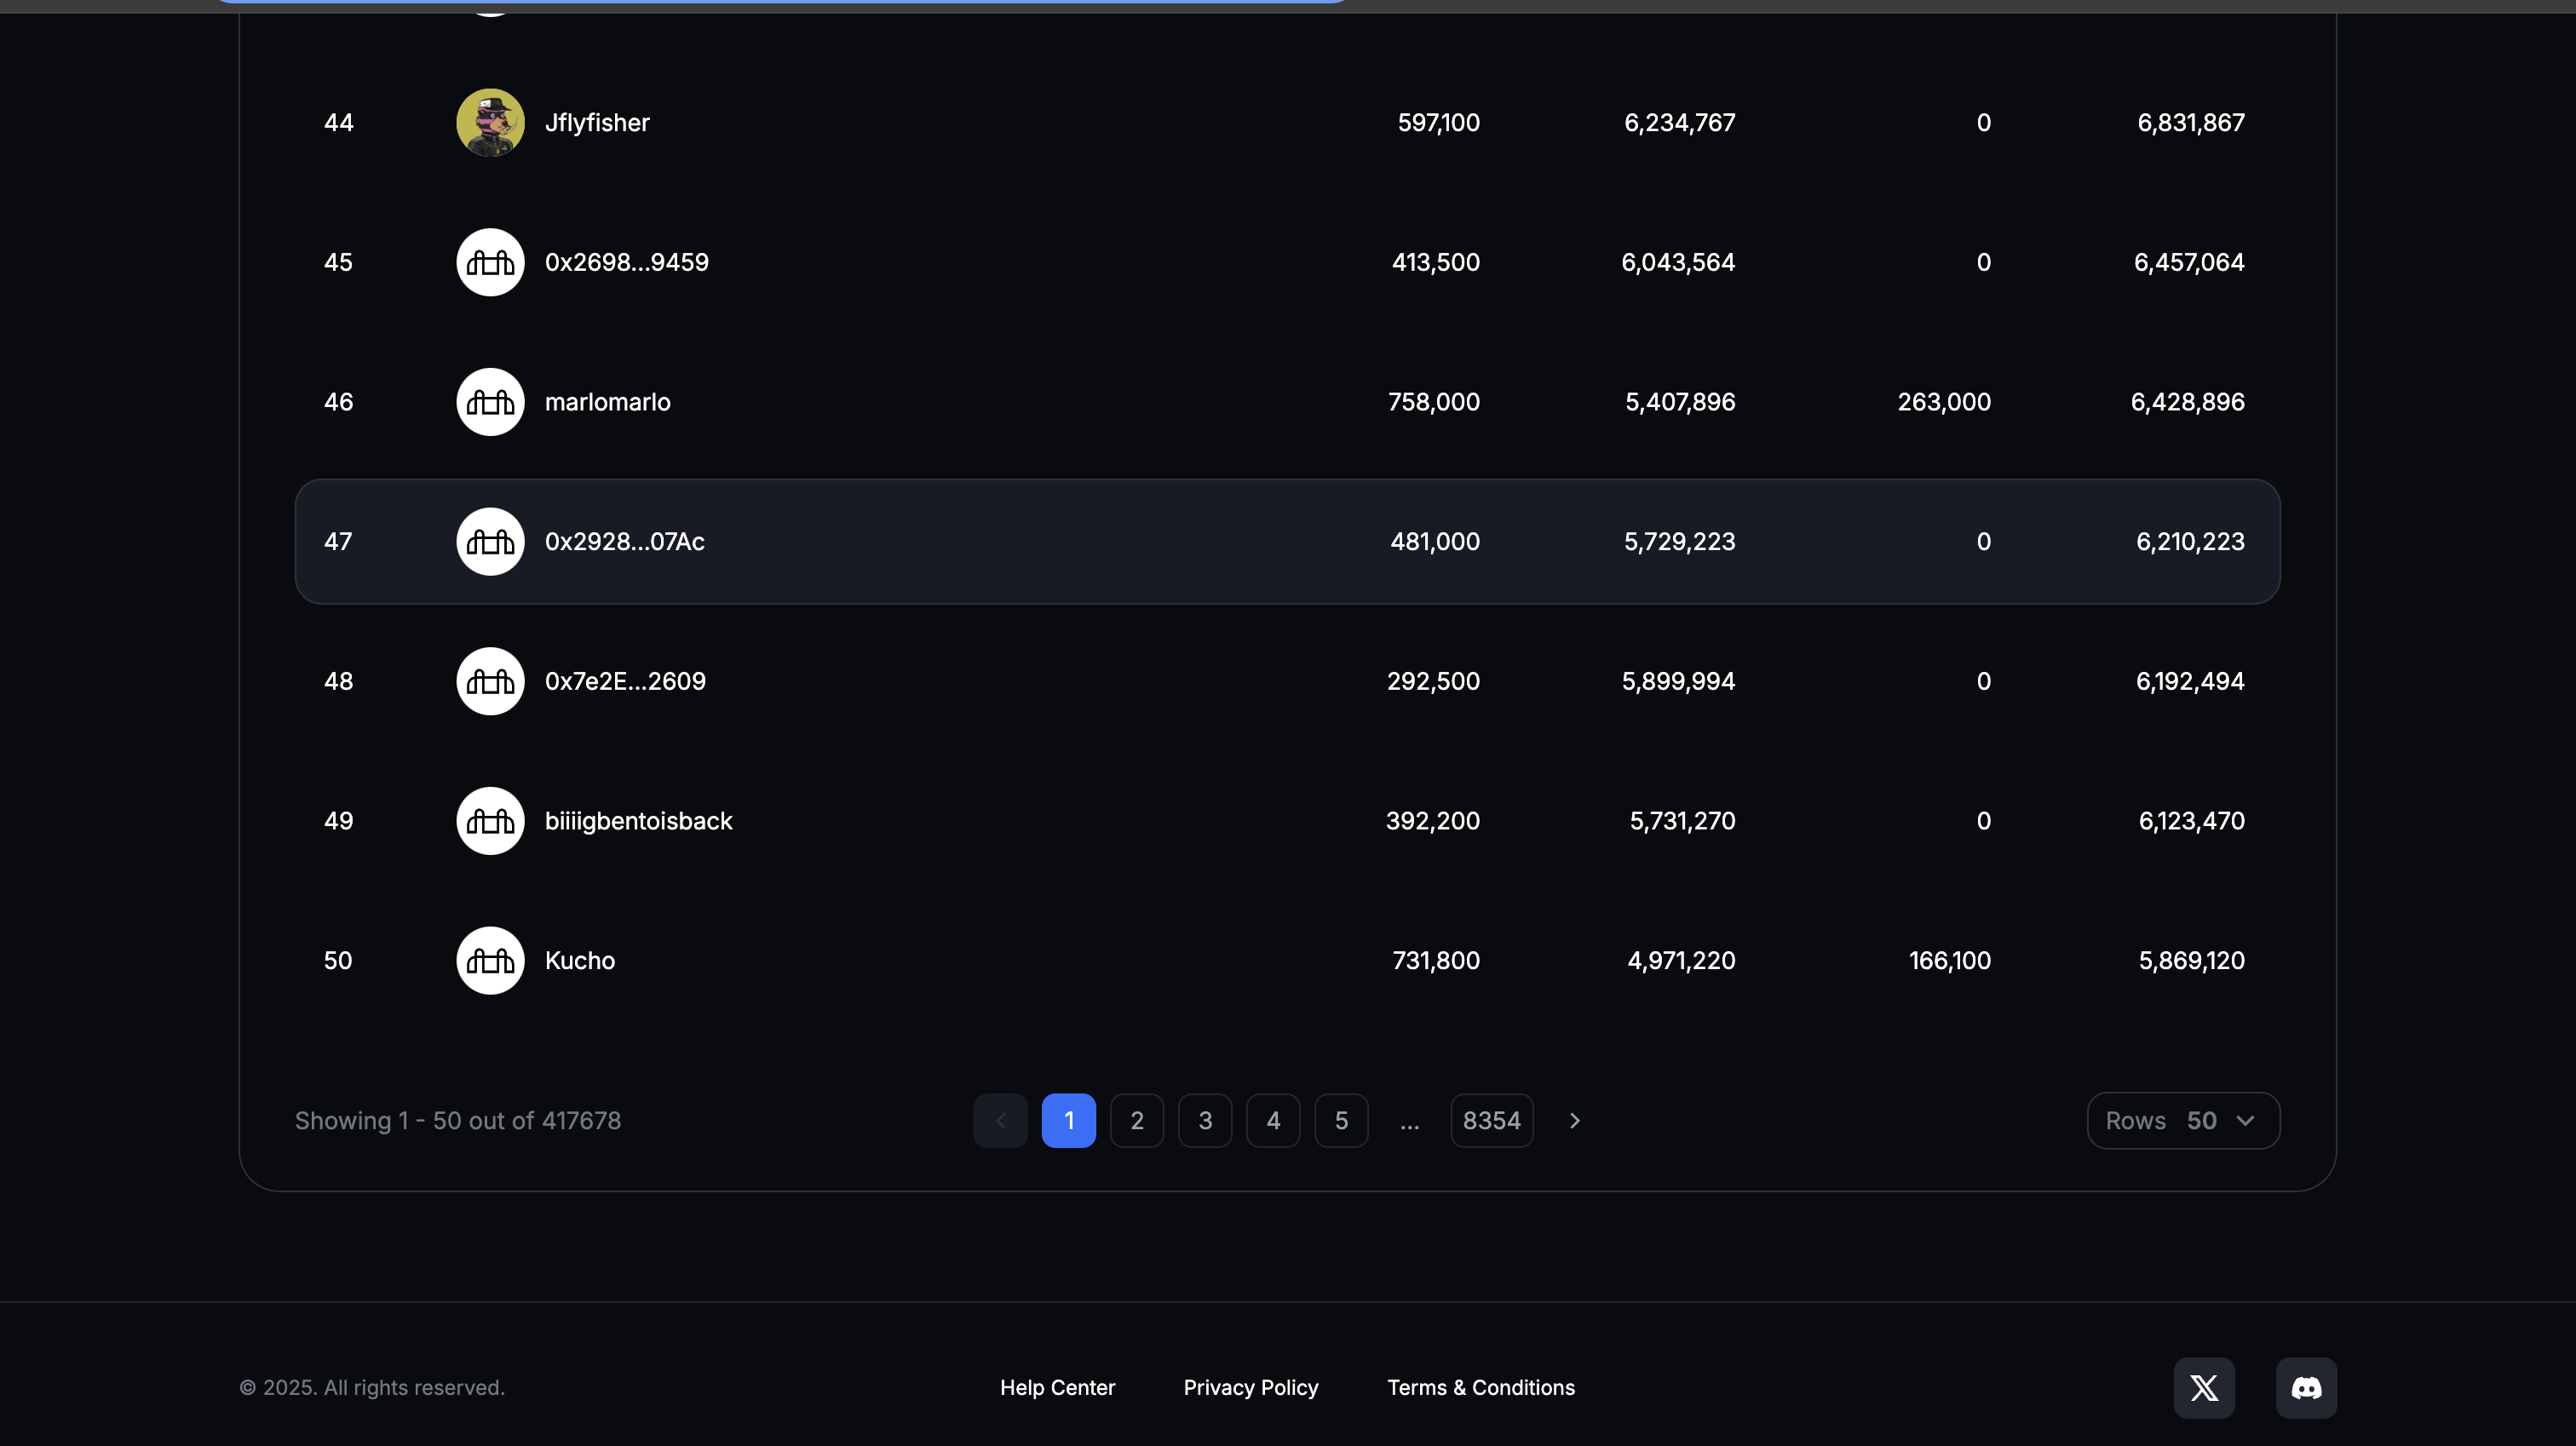 44 Jflyfisher 597,100 6,234,767 0 6,831,867
45 0x2698...9459 413,500 6,043,564 0 6,457,064
46 marlomarlo 758,000 5,407,896 263,000 6,428,896
47 0x2928...07Ac 481,000 5,729,223 0 6,210,223
48 0x7e2E...2609 292,500 5,899,994 0 6,192,494
49 biiiigbentoisback 392,200 5,731,270 0 6,123,470
50 Kucho 731,800 4,971,220 166,100 5,869,120
Showing 1 - 50 out of 417678 1 2 3 4 5 ... 8354 Rows 50
© 2025. All rights reserved. Help Center Privacy Policy Terms & Conditions